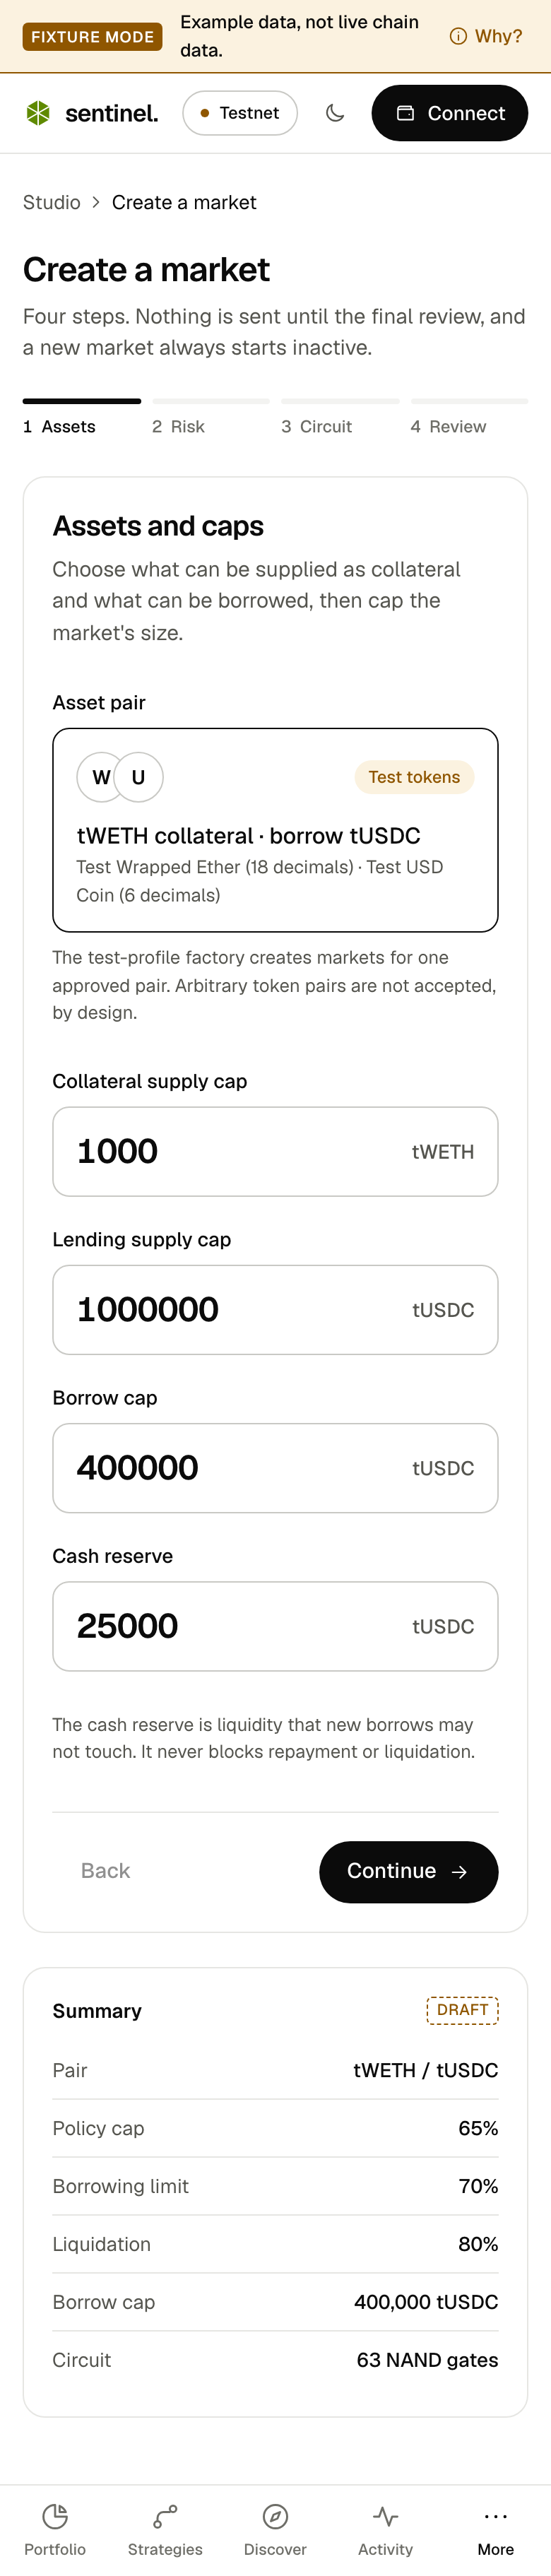 FIXTURE MODE
Example data, not live chain
data.
Why?
sentinel.
Testnet
Connect
Studio > Create a market
Create a market
Four steps. Nothing is sent until the final review, and
a new market always starts inactive.
1 Assets
2 Risk
3 Circuit
4 Review
Assets and caps
Choose what can be supplied as collateral
and what can be borrowed, then cap the
market's size.
Asset pair
W U
Test tokens
tWETH collateral · borrow tUSDC
Test Wrapped Ether (18 decimals) · Test USD
Coin (6 decimals)
The test-profile factory creates markets for one
approved pair. Arbitrary token pairs are not accepted,
by design.
Collateral supply cap
1000 tWETH
Lending supply cap
1000000 tUSDC
Borrow cap
400000 tUSDC
Cash reserve
25000 tUSDC
The cash reserve is liquidity that new borrows may
not touch. It never blocks repayment or liquidation.
Back
Continue →
Summary
DRAFT
Pair tWETH / tUSDC
Policy cap 65%
Borrowing limit 70%
Liquidation 80%
Borrow cap 400,000 tUSDC
Circuit 63 NAND gates
Portfolio
Strategies
Discover
Activity
More